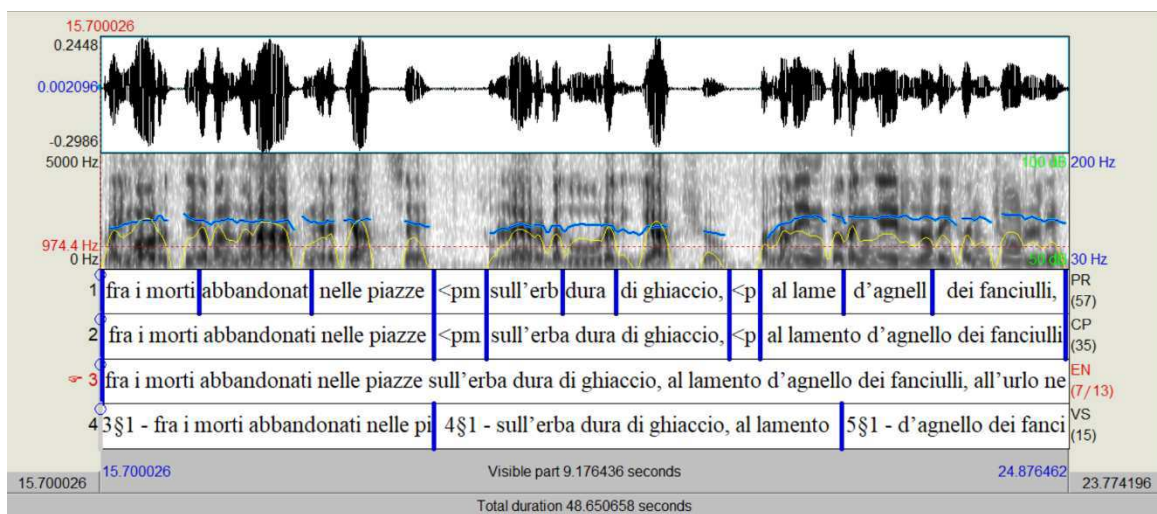 15.700026
0.2448
0.002096
-0.2986
5000 Hz 100 dB 200 Hz
974.4 Hz
0 Hz 50 dB 30 Hz
1 fra i morti abbandonat nelle piazze <pm sull'erb dura di ghiaccio, <p al lame d'agnell dei fanciulli, PR (57)
2 fra i morti abbandonati nelle piazze <pm sull'erba dura di ghiaccio, <p al lamento d'agnello dei fanciulli CP (35)
3 fra i morti abbandonati nelle piazze sull'erba dura di ghiaccio, al lamento d'agnello dei fanciulli, all'urlo ne EN (7/13)
4 3§1 - fra i morti abbandonati nelle pi 4§1 - sull'erba dura di ghiaccio, al lamento 5§1 - d'agnello dei fanci VS (15)
15.700026 Visible part 9.176436 seconds 24.876462
15.700026 23.774196
Total duration 48.650658 seconds